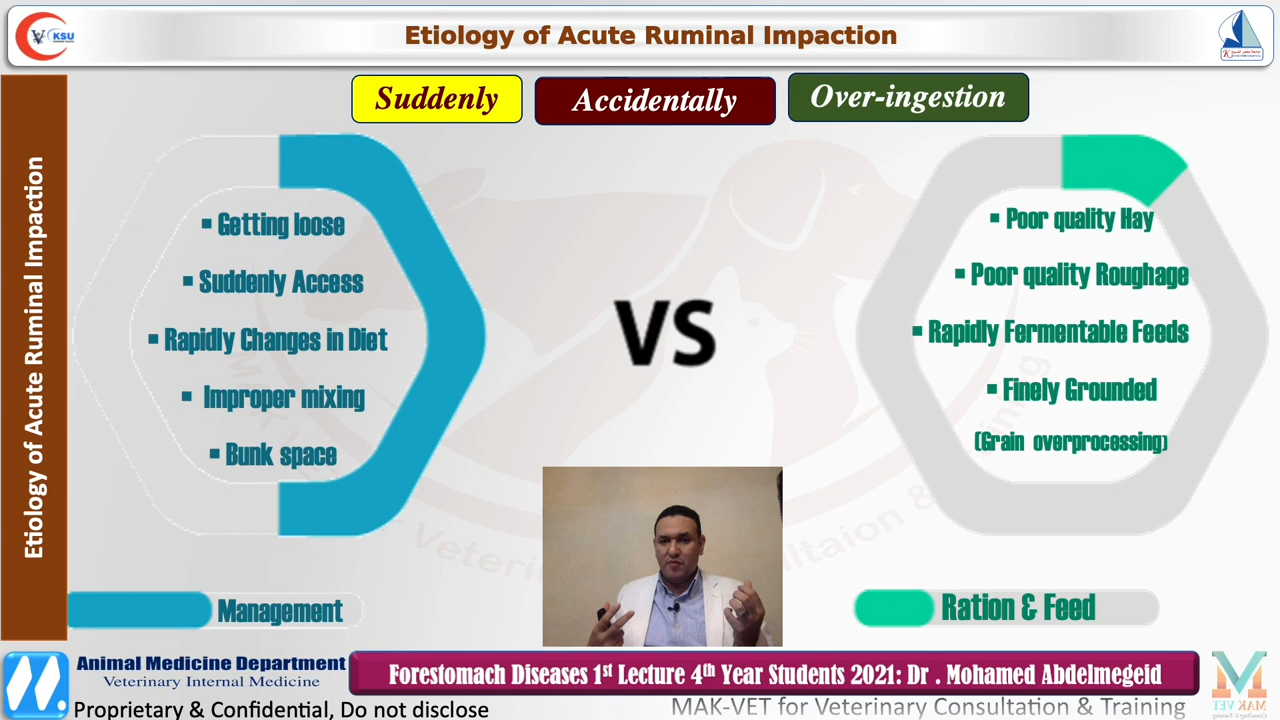 KSU
Etiology of Acute Ruminal Impaction
Suddenly
Accidentally
Over-ingestion
Etiology of Acute Ruminal Impaction
▪ Getting loose
▪ Suddenly Access
▪ Rapidly Changes in Diet
▪ Improper mixing
▪ Bunk space
Management
VS
▪ Poor quality Hay
▪ Poor quality Roughage
▪ Rapidly Fermentable Feeds
▪ Finely Grounded
(Grain overprocessing)
Ration & Feed
Animal Medicine Department
Veterinary Internal Medicine
Forestomach Diseases 1st Lecture 4th Year Students 2021: Dr . Mohamed Abdelmegeid
Proprietary & Confidential, Do not disclose
MAK-VET for Veterinary Consultation & Training
MAK VET